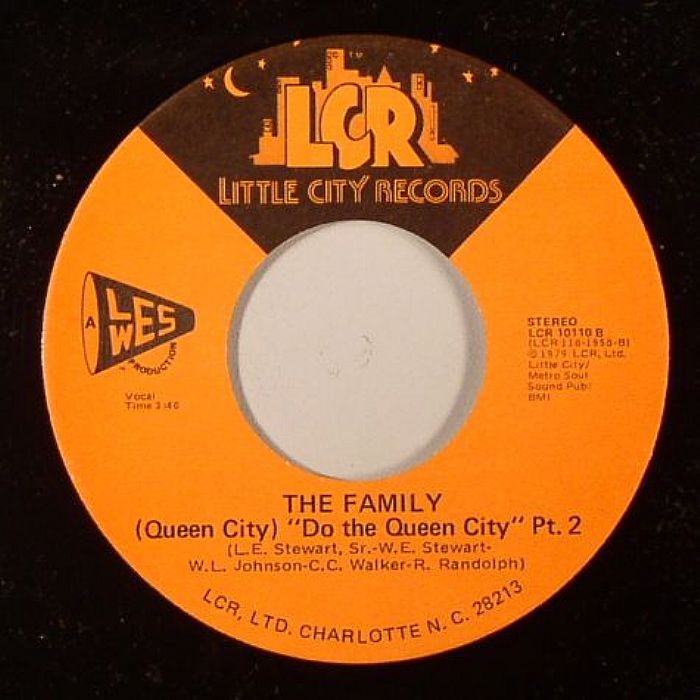 LCR
LITTLE CITY RECORDS
A
LES
WES
PRODUCTION
Vocal
Time 3:40
STEREO
LCR 10110 B
(LCR 110-1950-B)
© 1979 LCR, Ltd.
Little City/
Metro Soul
Sound Pub/
BMI
THE FAMILY
(Queen City) "Do the Queen City" Pt. 2
(L.E. Stewart, Sr.-W.E. Stewart-
W.L. Johnson-C.C. Walker-R. Randolph)
LCR, LTD. CHARLOTTE N. C. 28213